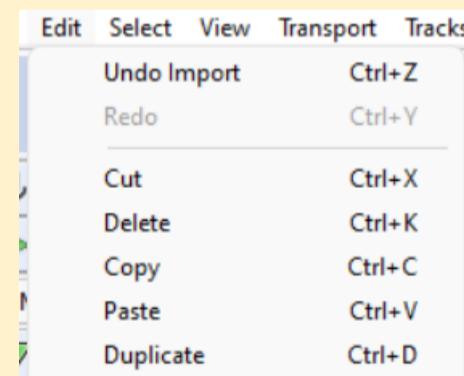 Edit Select View Transport Tracks
Undo Import Ctrl+Z
Redo Ctrl+Y
Cut Ctrl+X
Delete Ctrl+K
Copy Ctrl+C
Paste Ctrl+V
Duplicate Ctrl+D